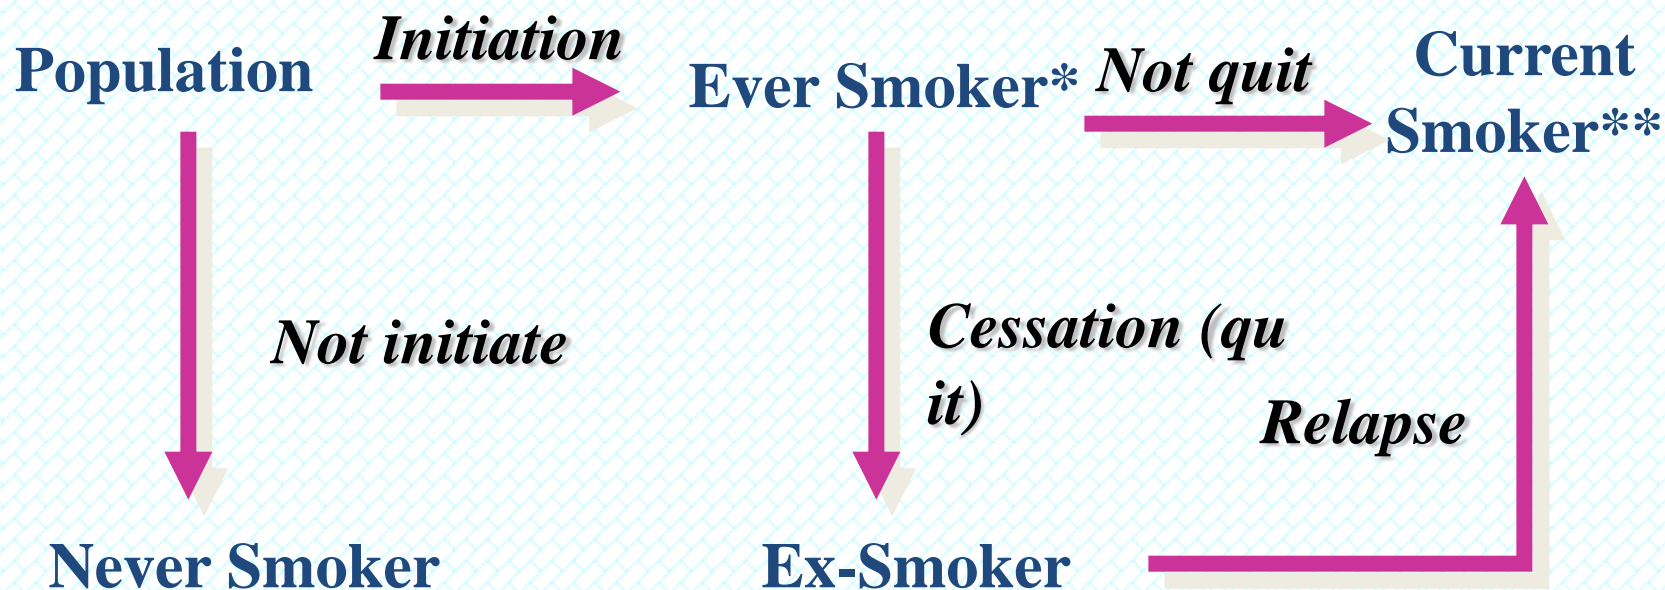 Population
Initiation
Ever Smoker*
Not quit
Current
Smoker**
Not initiate
Cessation (qu
it)
Relapse
Never Smoker
Ex-Smoker